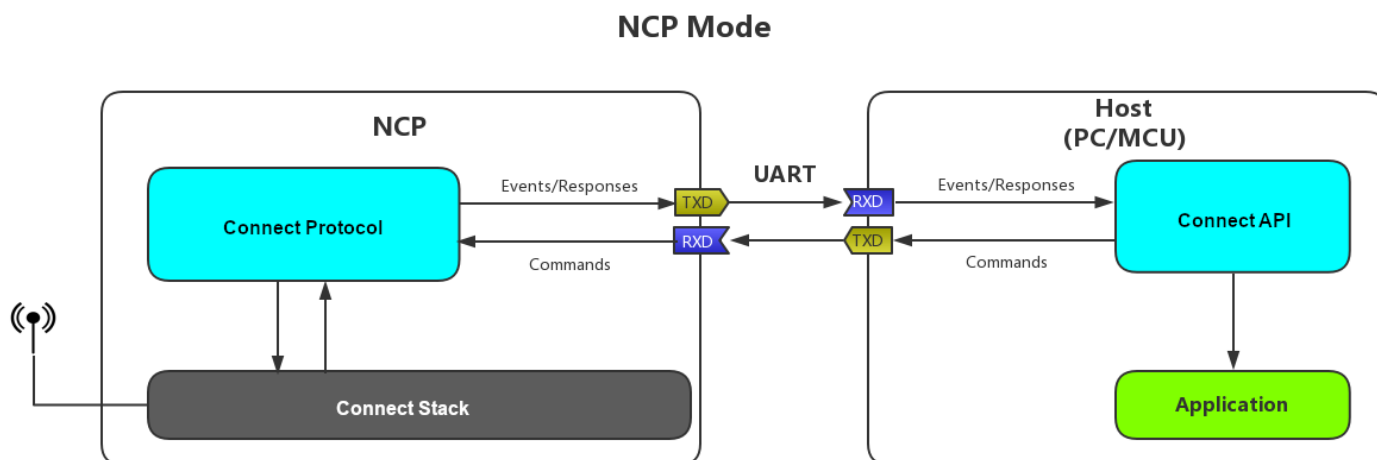 NCP Mode
NCP
Host
(PC/MCU)
UART
Connect Protocol
Events/Responses
TXD
RXD
Events/Responses
Connect API
RXD
TXD
Commands
Commands
Connect Stack
Application